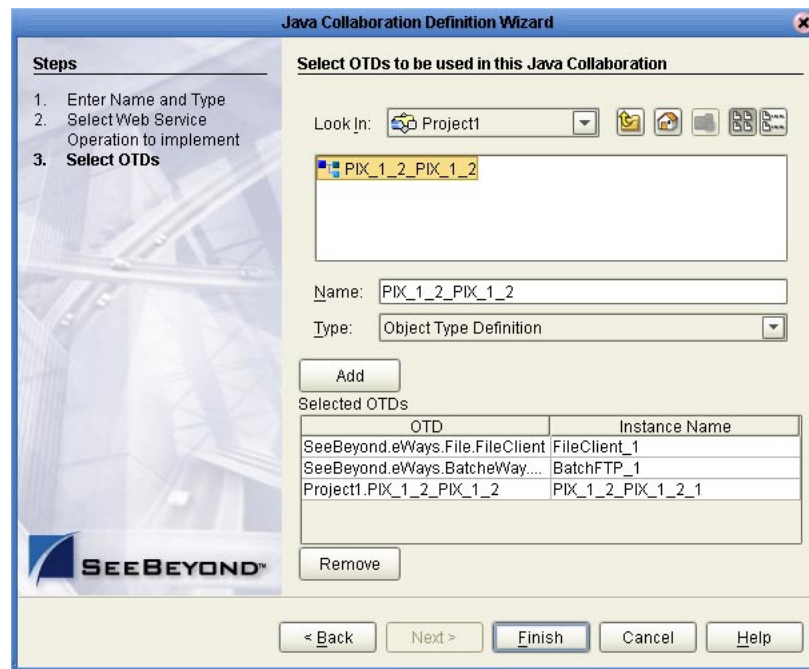 Java Collaboration Definition Wizard
Steps
1. Enter Name and Type
2. Select Web Service
Operation to implement
3. Select OTDs
Select OTDs to be used in this Java Collaboration
Look In: Project1
PIX_1_2_PIX_1_2
Name: PIX_1_2_PIX_1_2
Type: Object Type Definition
Add
Selected OTDs
OTD Instance Name
SeeBeyond.eWays.File.FileClient FileClient_1
SeeBeyond.eWays.BatcheWay.... BatchFTP_1
Project1.PIX_1_2_PIX_1_2 PIX_1_2_PIX_1_2_1
Remove
SEEBEYOND™
< Back Next > Finish Cancel Help